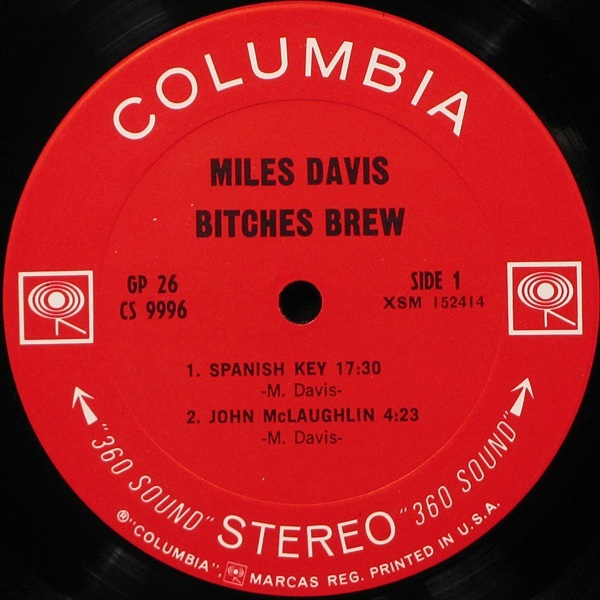 COLUMBIA
MILES DAVIS
BITCHES BREW
GP 26
CS 9996
SIDE 1
XSM 152414
1. SPANISH KEY 17:30
-M. Davis-
2. JOHN McLAUGHLIN 4:23
-M. Davis-
"360 SOUND" STEREO "360 SOUND"
®"COLUMBIA", MARCAS REG. PRINTED IN U.S.A.